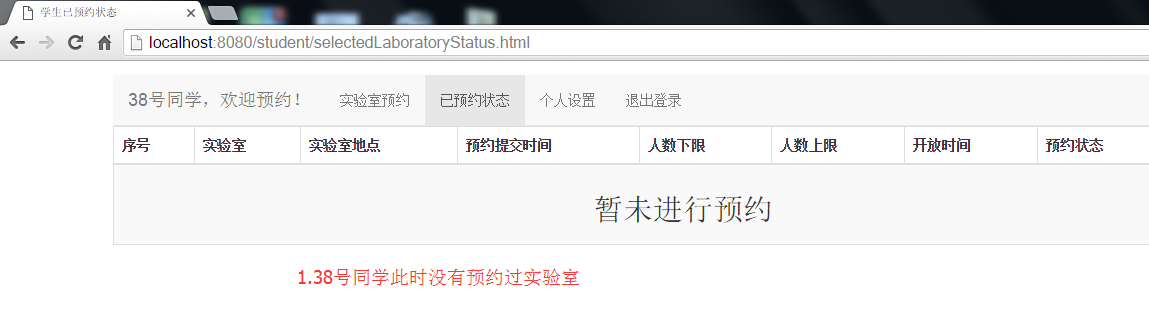 学生已预约状态
localhost:8080/student/selectedLaboratoryStatus.html
38号同学，欢迎预约！ 实验室预约 已预约状态 个人设置 退出登录
序号 实验室 实验室地点 预约提交时间 人数下限 人数上限 开放时间 预约状态
暂未进行预约
1.38号同学此时没有预约过实验室